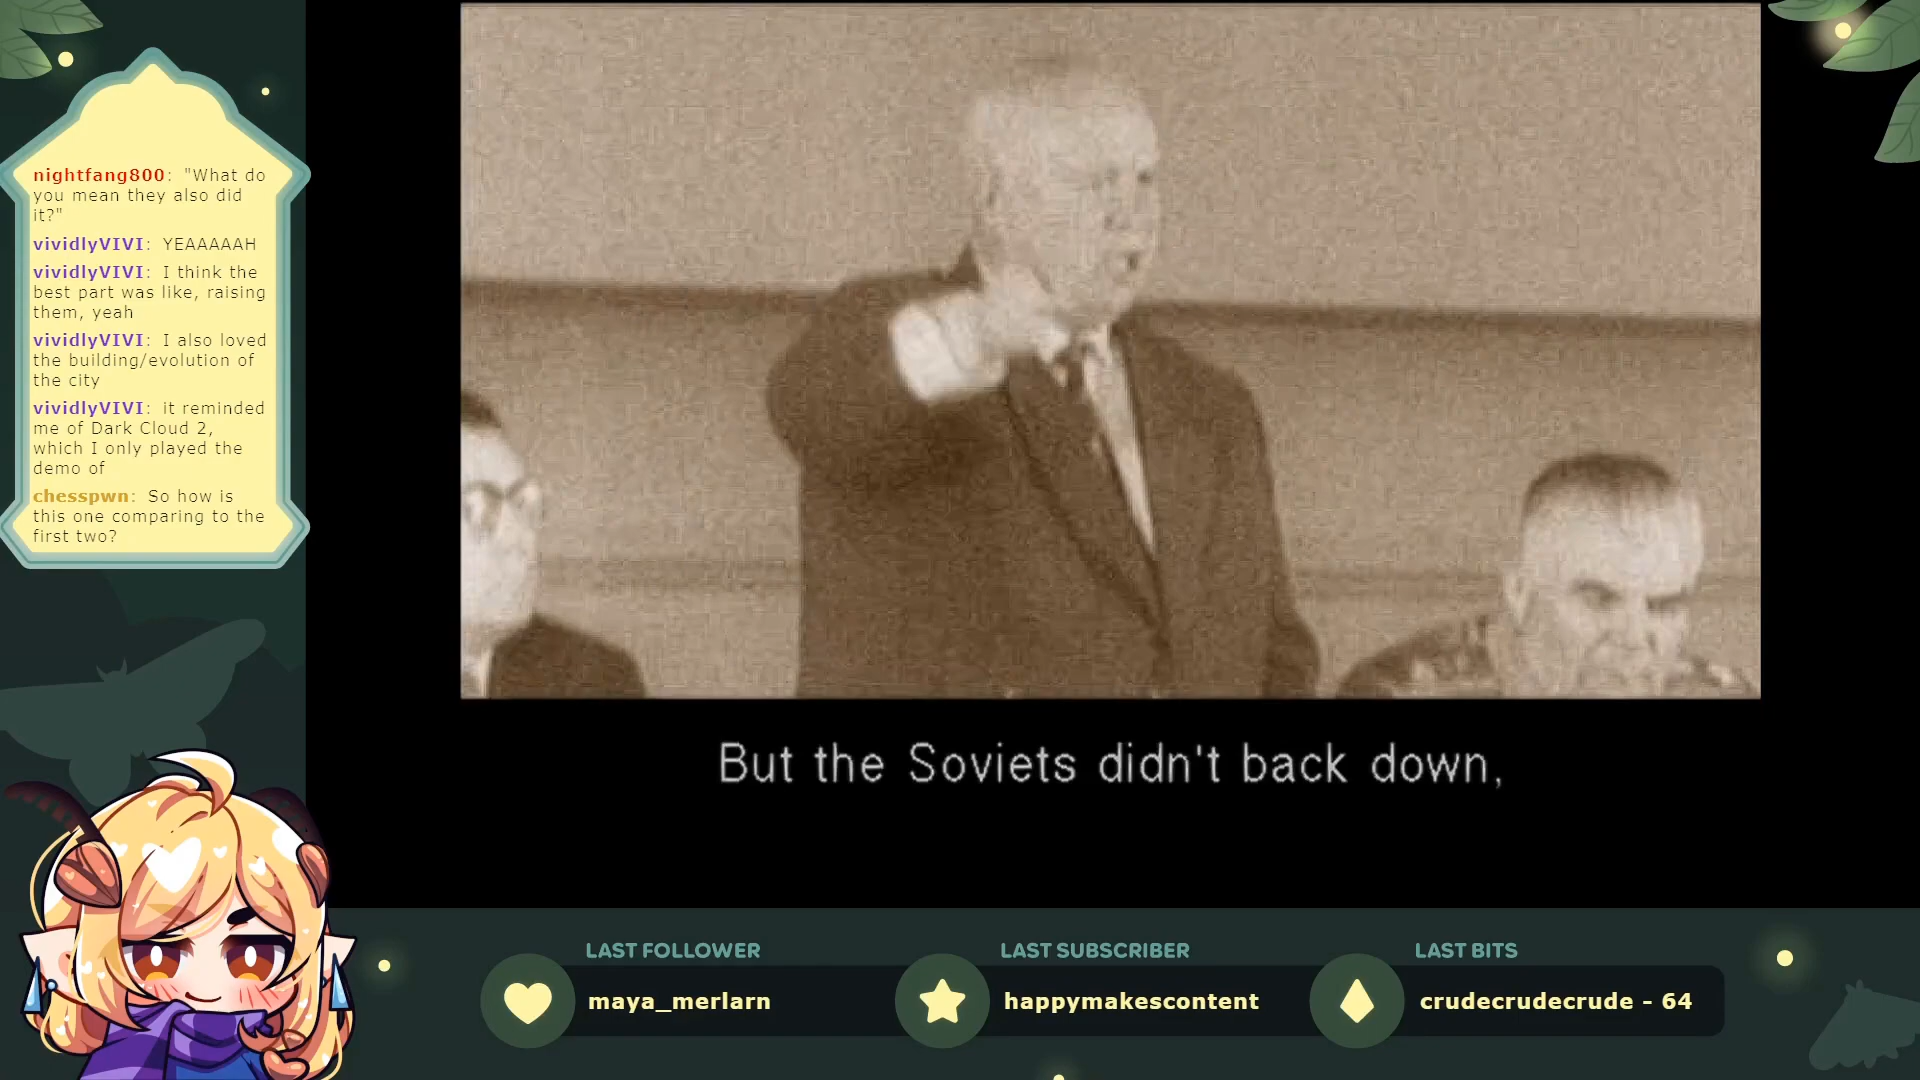 nightfang800: "What do
you mean they also did
it?"
vividlyVIVI: YEAAAAAH
vividlyVIVI: I think the
best part was like, raising
them, yeah
vividlyVIVI: I also loved
the building/evolution of
the city
vividlyVIVI: it reminded
me of Dark Cloud 2,
which I only played the
demo of
chesspwn: So how is
this one comparing to the
first two?
But the Soviets didn't back down,
LAST FOLLOWER
maya_merlarn
LAST SUBSCRIBER
happymakescontent
LAST BITS
crudecrudecrude - 64